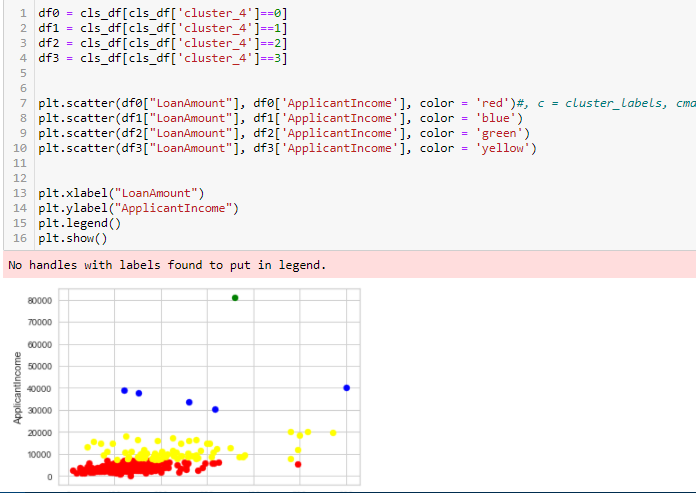 1 df0 = cls_df[cls_df['cluster_4']==0]
2 df1 = cls_df[cls_df['cluster_4']==1]
3 df2 = cls_df[cls_df['cluster_4']==2]
4 df3 = cls_df[cls_df['cluster_4']==3]
5
6
7 plt.scatter(df0["LoanAmount"], df0['ApplicantIncome'], color = 'red')#, c = cluster_labels, cma
8 plt.scatter(df1["LoanAmount"], df1['ApplicantIncome'], color = 'blue')
9 plt.scatter(df2["LoanAmount"], df2['ApplicantIncome'], color = 'green')
10 plt.scatter(df3["LoanAmount"], df3['ApplicantIncome'], color = 'yellow')
11
12
13 plt.xlabel("LoanAmount")
14 plt.ylabel("ApplicantIncome")
15 plt.legend()
16 plt.show()
No handles with labels found to put in legend.
80000
70000
60000
50000
40000
30000
20000
10000
0
ApplicantIncome